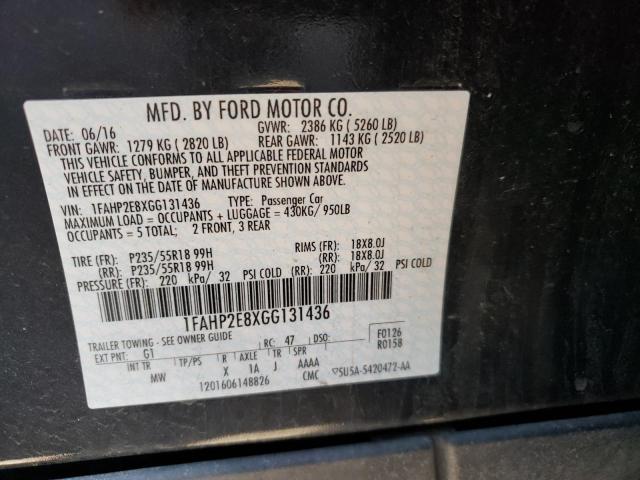 MFD. BY FORD MOTOR CO.
DATE: 06/16 GVWR: 2386 KG ( 5260 LB)
FRONT GAWR: 1279 KG ( 2820 LB) REAR GAWR: 1143 KG ( 2520 LB)
THIS VEHICLE CONFORMS TO ALL APPLICABLE FEDERAL MOTOR
VEHICLE SAFETY, BUMPER, AND THEFT PREVENTION STANDARDS
IN EFFECT ON THE DATE OF MANUFACTURE SHOWN ABOVE.
VIN: 1FAHP2E8XGG131436 TYPE: Passenger Car
MAXIMUM LOAD = OCCUPANTS + LUGGAGE = 430KG/ 950LB
OCCUPANTS = 5 TOTAL; 2 FRONT, 3 REAR
TIRE (FR): P235/55R18 99H RIMS (FR): 18X8.0J
(RR): P235/55R18 99H (RR): 18X8.0J
PRESSURE (FR): 220 kPa/ 32 PSI COLD (RR): 220 kPa/ 32 PSI COLD
1FAHP2E8XGG131436
TRAILER TOWING - SEE OWNER GUIDE RC: 47 DSO: F0126
EXT PNT: G1 R0158
INT TR TP/PS R AXLE TR SPR
MW X 1A J AAAA
1201606148826 CMC ▽5U5A-5420472-AA